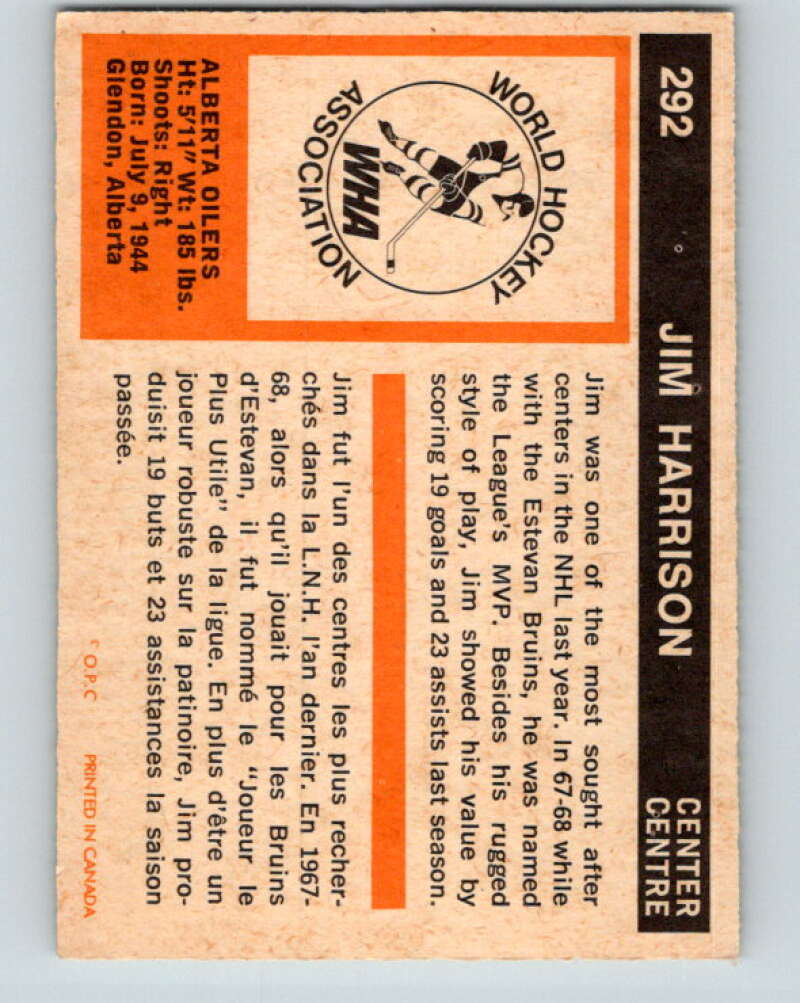 292
JIM HARRISON
CENTER
CENTRE
WORLD HOCKEY
ASSOCIATION
WHA
ALBERTA OILERS
Ht: 5'11" Wt: 185 lbs.
Shoots: Right
Born: July 9, 1944
Glendon, Alberta
Jim was one of the most sought after
centers in the NHL last year. In 67-68 while
with the Estevan Bruins, he was named
the League's MVP. Besides his rugged
style of play, Jim showed his value by
scoring 19 goals and 23 assists last season.
Jim fut l'un des centres les plus recher-
chés dans la L.N.H. l'an dernier. En 1967-
68, alors qu'il jouait pour les Bruins
d'Estevan, il fut nommé le "Joueur le
Plus Utile" de la ligue. En plus d'être un
joueur robuste sur la patinoire, Jim pro-
duisit 19 buts et 23 assistances la saison
passée.
O.P.C PRINTED IN CANADA